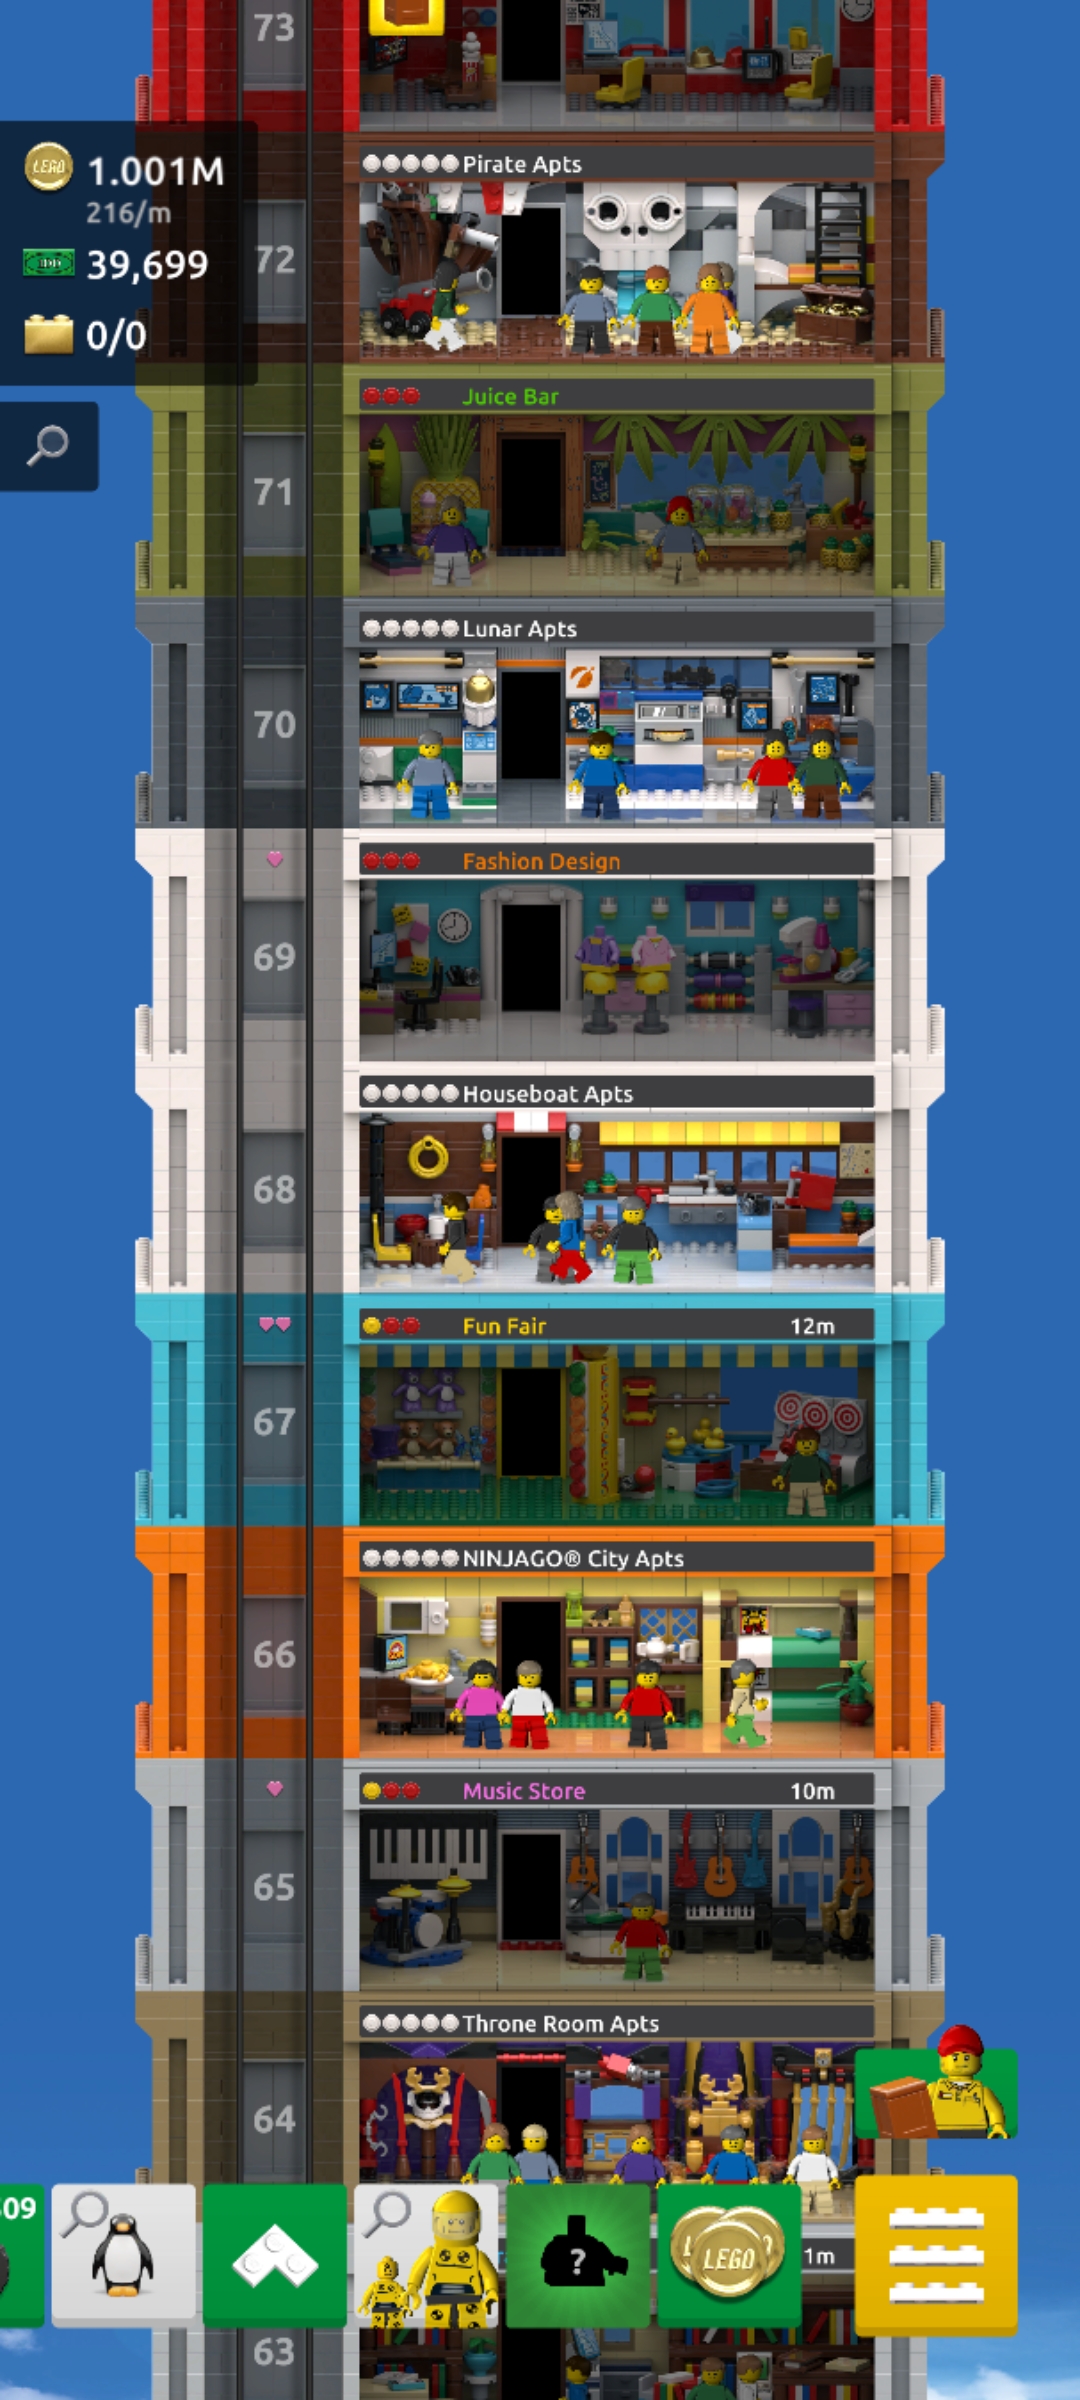 73
LEGO 1.001M
216/m
39,699
0/0
Pirate Apts
72
Juice Bar
71
Lunar Apts
70
Fashion Design
69
Houseboat Apts
68
Fun Fair 12m
67
NINJAGO® City Apts
66
Music Store 10m
65
Throne Room Apts
64
09
?
LEGO
1m
63